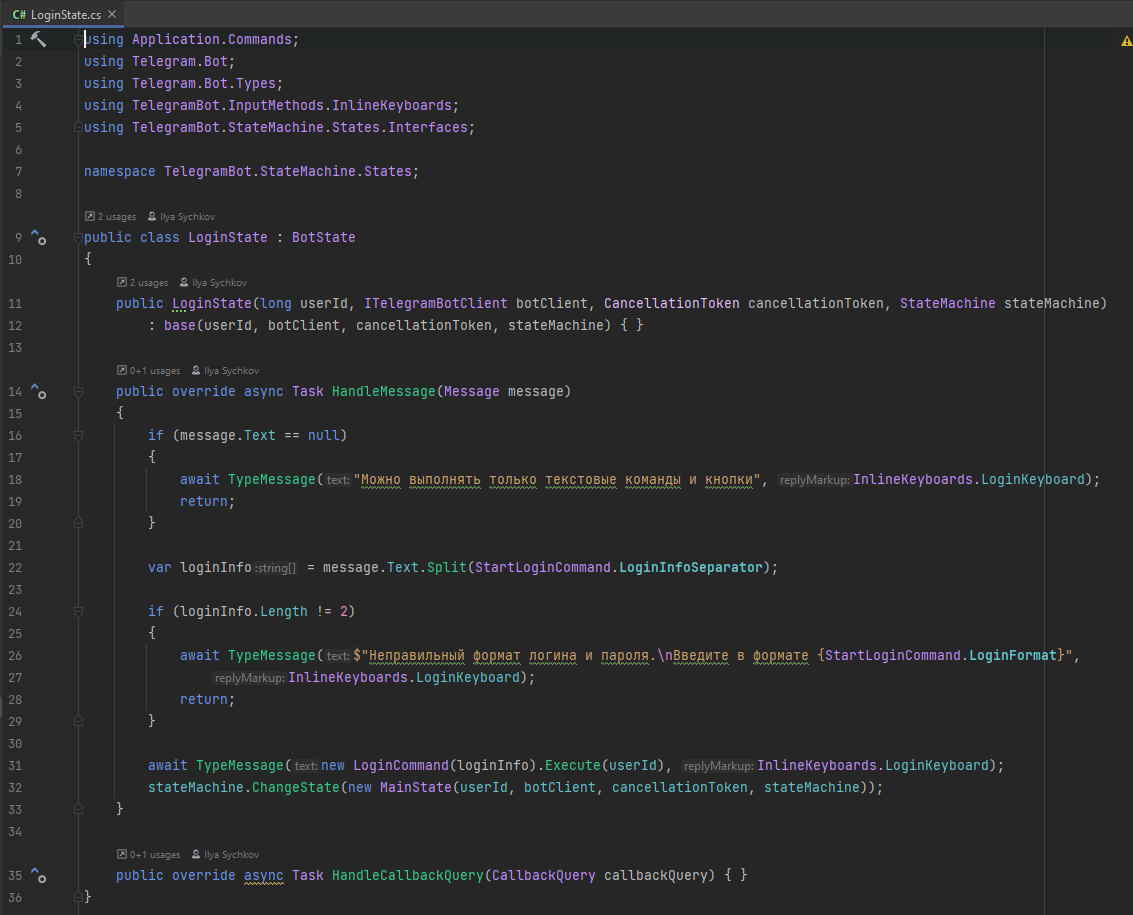 C# LoginState.cs ×
1 using Application.Commands;
2 using Telegram.Bot;
3 using Telegram.Bot.Types;
4 using TelegramBot.InputMethods.InlineKeyboards;
5 using TelegramBot.StateMachine.States.Interfaces;
6
7 namespace TelegramBot.StateMachine.States;
8
2 usages Ilya Sychkov
9 public class LoginState : BotState
10 {
2 usages Ilya Sychkov
11 public LoginState(long userId, ITelegramBotClient botClient, CancellationToken cancellationToken, StateMachine stateMachine)
12 : base(userId, botClient, cancellationToken, stateMachine) { }
13
0+1 usages Ilya Sychkov
14 public override async Task HandleMessage(Message message)
15 {
16 if (message.Text == null)
17 {
18 await TypeMessage(text:"Можно выполнять только текстовые команды и кнопки", replyMarkup:InlineKeyboards.LoginKeyboard);
19 return;
20 }
21
22 var loginInfo:string[] = message.Text.Split(StartLoginCommand.LoginInfoSeparator);
23
24 if (loginInfo.Length != 2)
25 {
26 await TypeMessage(text:$"Неправильный формат логина и пароля.\nВведите в формате {StartLoginCommand.LoginFormat}",
27 replyMarkup:InlineKeyboards.LoginKeyboard);
28 return;
29 }
30
31 await TypeMessage(text:new LoginCommand(loginInfo).Execute(userId), replyMarkup:InlineKeyboards.LoginKeyboard);
32 stateMachine.ChangeState(new MainState(userId, botClient, cancellationToken, stateMachine));
33 }
34
0+1 usages Ilya Sychkov
35 public override async Task HandleCallbackQuery(CallbackQuery callbackQuery) { }
36 }